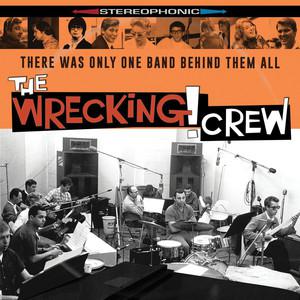 STEREOPHONIC
THERE WAS ONLY ONE BAND BEHIND THEM ALL
THE
WRECKING!
CREW